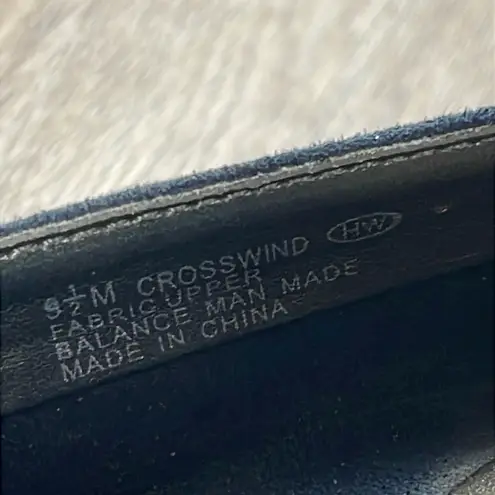 9½M CROSSWIND HW
FABRIC UPPER
BALANCE MAN MADE
MADE IN CHINA